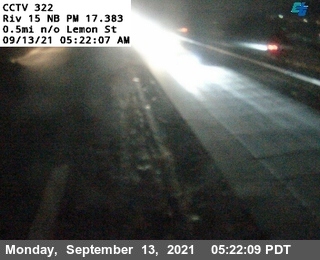 CCTV 322
Riv 15 NB PM 17.383
0.5mi n/o Lemon St
09/13/21 05:22:07 AM
Monday, September 13, 2021 05:22:09 PDT